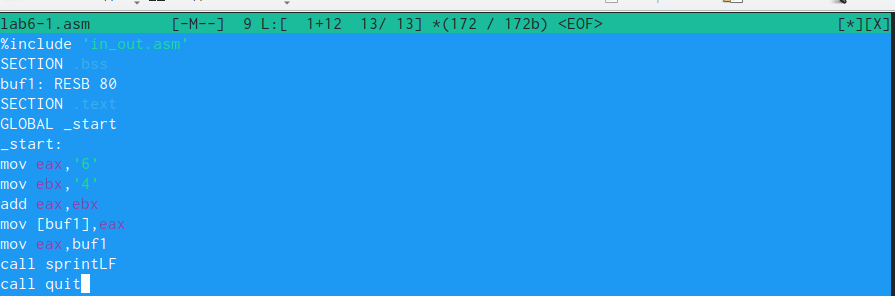 lab6-1.asm [-M--] 9 L:[ 1+12 13/ 13] *(172 / 172b) <EOF> [*][X]
%include 'in_out.asm'
SECTION .bss
buf1: RESB 80
SECTION .text
GLOBAL _start
_start:
mov eax,'6'
mov ebx,'4'
add eax,ebx
mov [buf1],eax
mov eax,buf1
call sprintLF
call quit